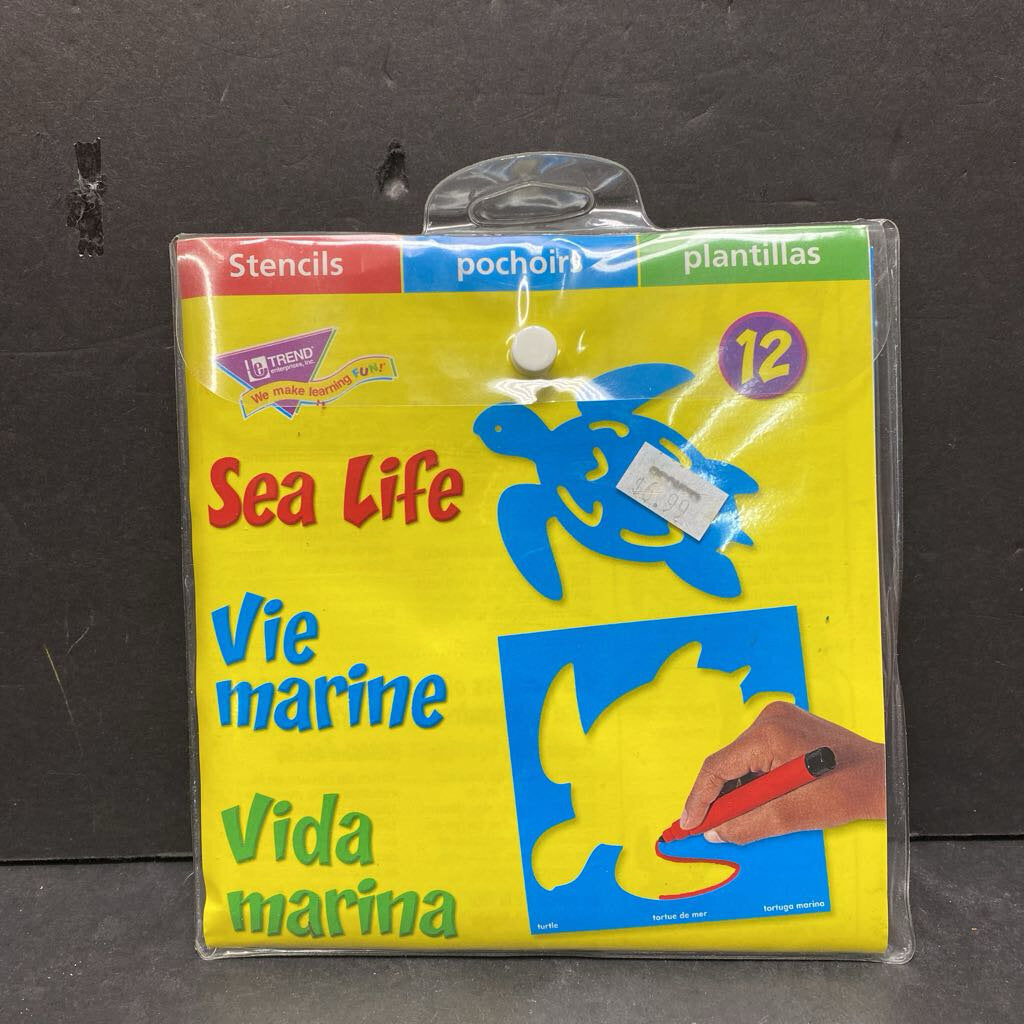 Stencils
pochoirs
plantillas
TREND
enterprises, inc.
We make learning FUN!
12
Sea Life
Vie
marine
Vida
marina
turtle
tortue de mer
tortuga marina